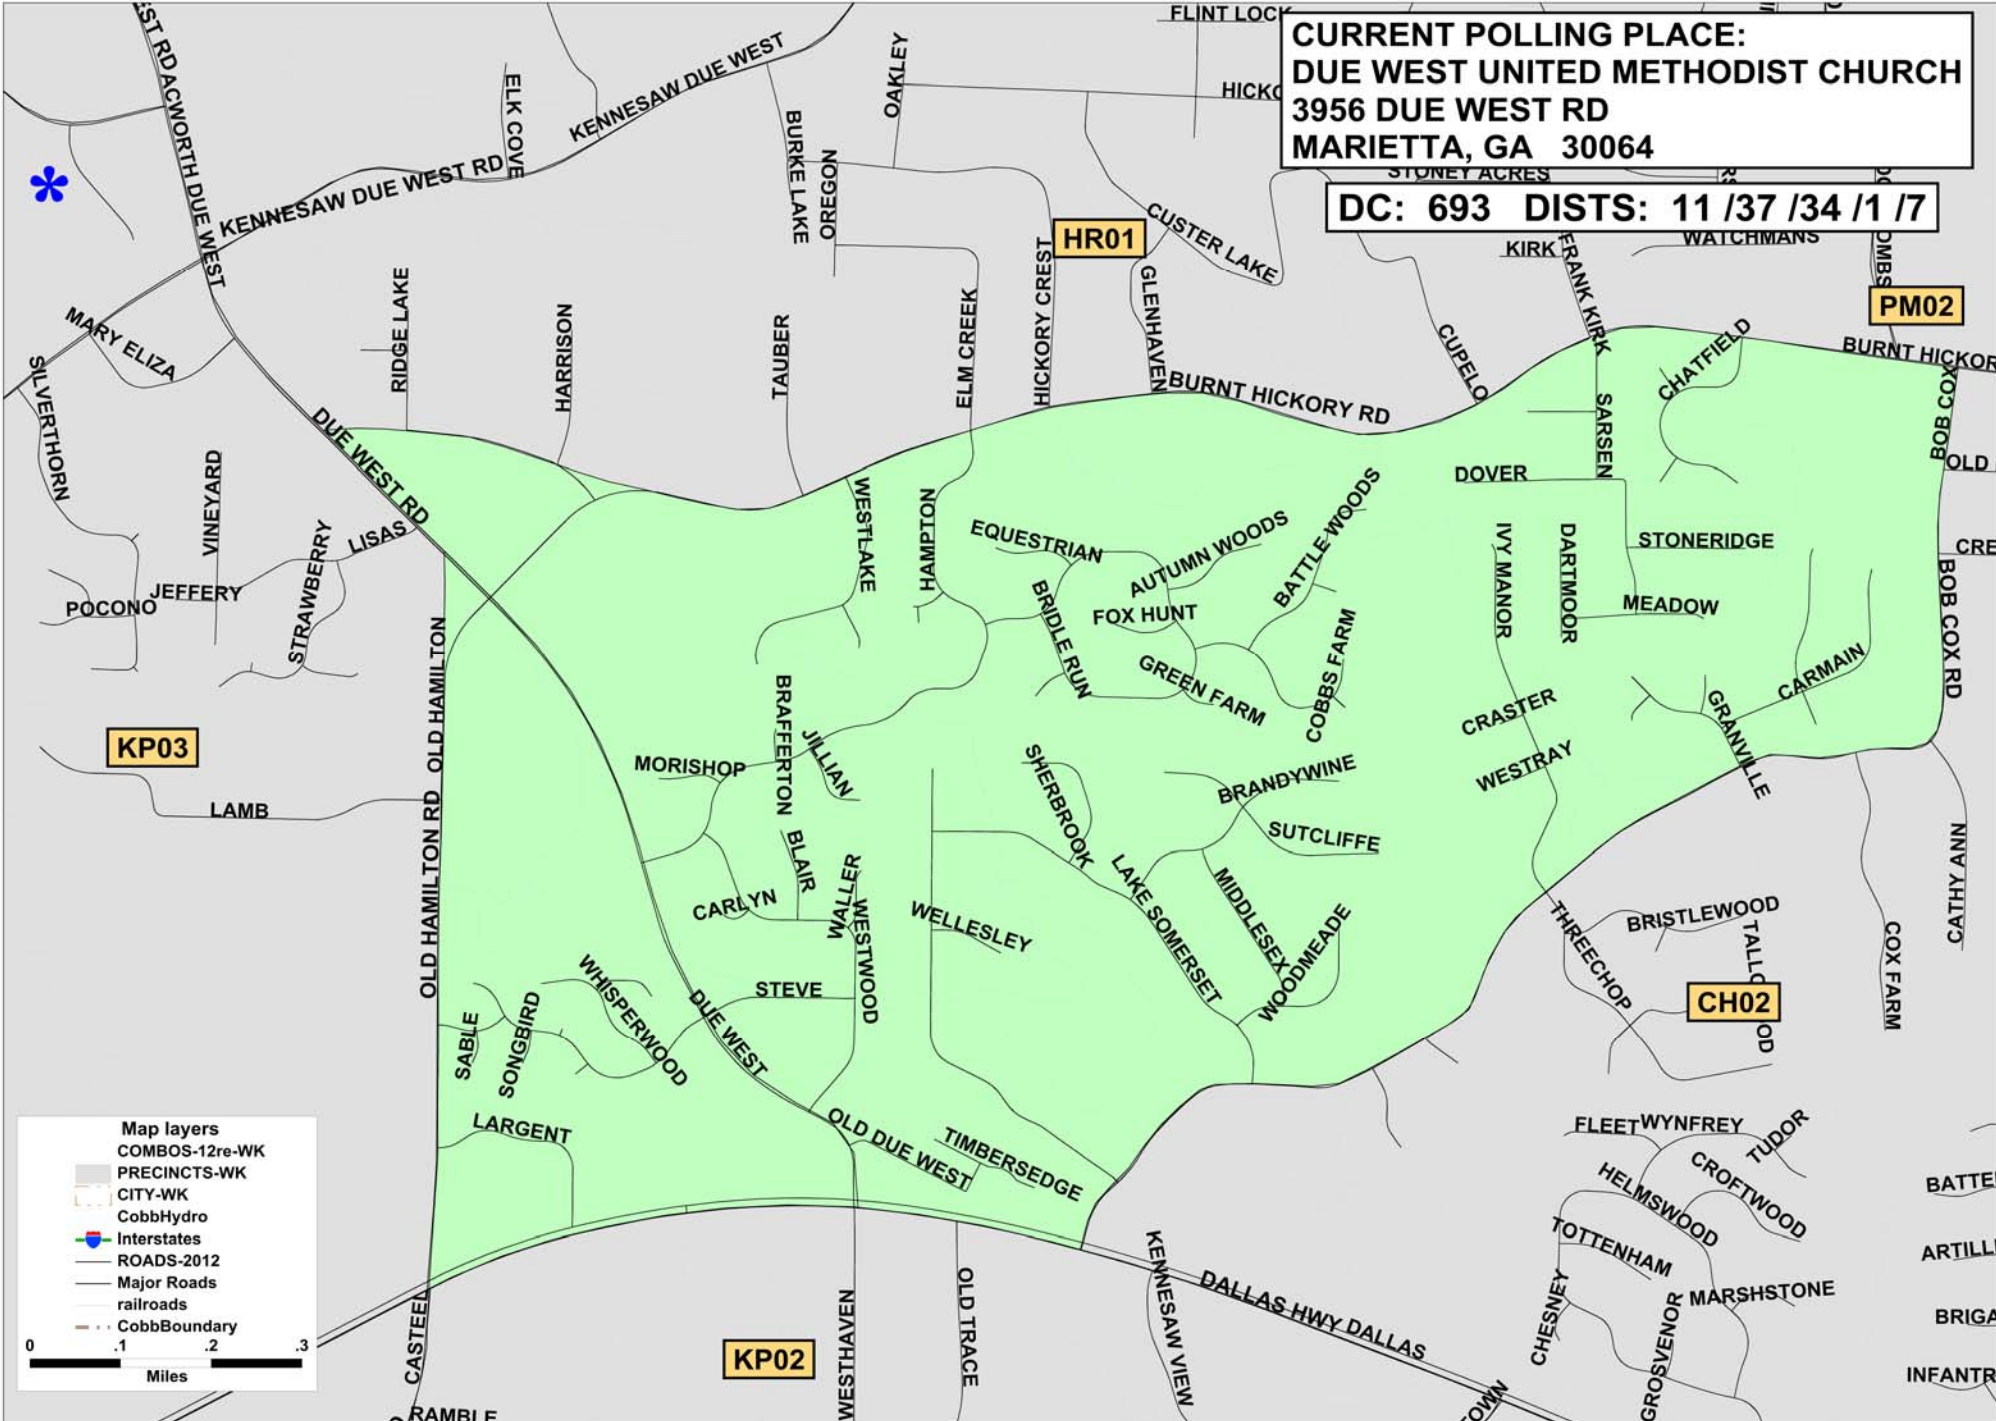 CURRENT POLLING PLACE:
DUE WEST UNITED METHODIST CHURCH
3956 DUE WEST RD
MARIETTA, GA 30064
DC: 693 DISTS: 11 /37 /34 /1 /7
FLINT LOCK
ACWORTH DUE WEST
ELK COVE
KENNESAW DUE WEST
OAKLEY
BURKE LAKE
OREGON
KENNESAW DUE WEST RD
STONEY ACRES
HR01
CUSTER LAKE
KIRK
FRANK KIRK
WATCHMANS
PM02
MARY ELIZA
SILVERTHORN
RIDGE LAKE
HARRISON
TAUBER
ELM CREEK
HICKORY CREST
GLENHAVEN
CUPELO
CHATFIELD
BURNT HICKOR
BURNT HICKORY RD
BOB COX
OLD
SARSEN
DOVER
DUE WEST RD
VINEYARD
LISAS
STRAWBERRY
JEFFERY
POCONO
WESTLAKE
HAMPTON
EQUESTRIAN
AUTUMN WOODS
BATTLE WOODS
BRIDLE RUN
FOX HUNT
GREEN FARM
COBBS FARM
IVY MANOR
DARTMOOR
STONERIDGE
MEADOW
CRE
BOB COX RD
CARMAIN
GRANVILLE
CRASTER
WESTRAY
OLD HAMILTON
KP03
LAMB
OLD HAMILTON RD
MORISHOP
BRAFFERTON
JILLIAN
BLAIR
CARLYN
WALLER
WESTWOOD
WELLESLEY
SHERBROOK
BRANDYWINE
SUTCLIFFE
LAKE SOMERSET
MIDDLESEX
WOODMEADE
THREECHOP
BRISTLEWOOD
CH02
COX FARM
CATHY ANN
STEVE
WHISPERWOOD
DUE WEST
SABLE
SONGBIRD
LARGENT
OLD DUE WEST
TIMBERSEDGE
FLEET
WYNFREY
TUDOR
HELMSWOOD
CROFTWOOD
TOTTENHAM
MARSHSTONE
CHESNEY
GROSVENOR
BATTE
ARTILL
BRIGA
INFANTR
KENNESAW VIEW
DALLAS HWY DALLAS
OLD TRACE
WESTHAVEN
KP02
CASTEEL
RAMBLE
Map layers
COMBOS-12re-WK
PRECINCTS-WK
CITY-WK
CobbHydro
Interstates
ROADS-2012
Major Roads
railroads
CobbBoundary
0 .1 .2 .3
Miles